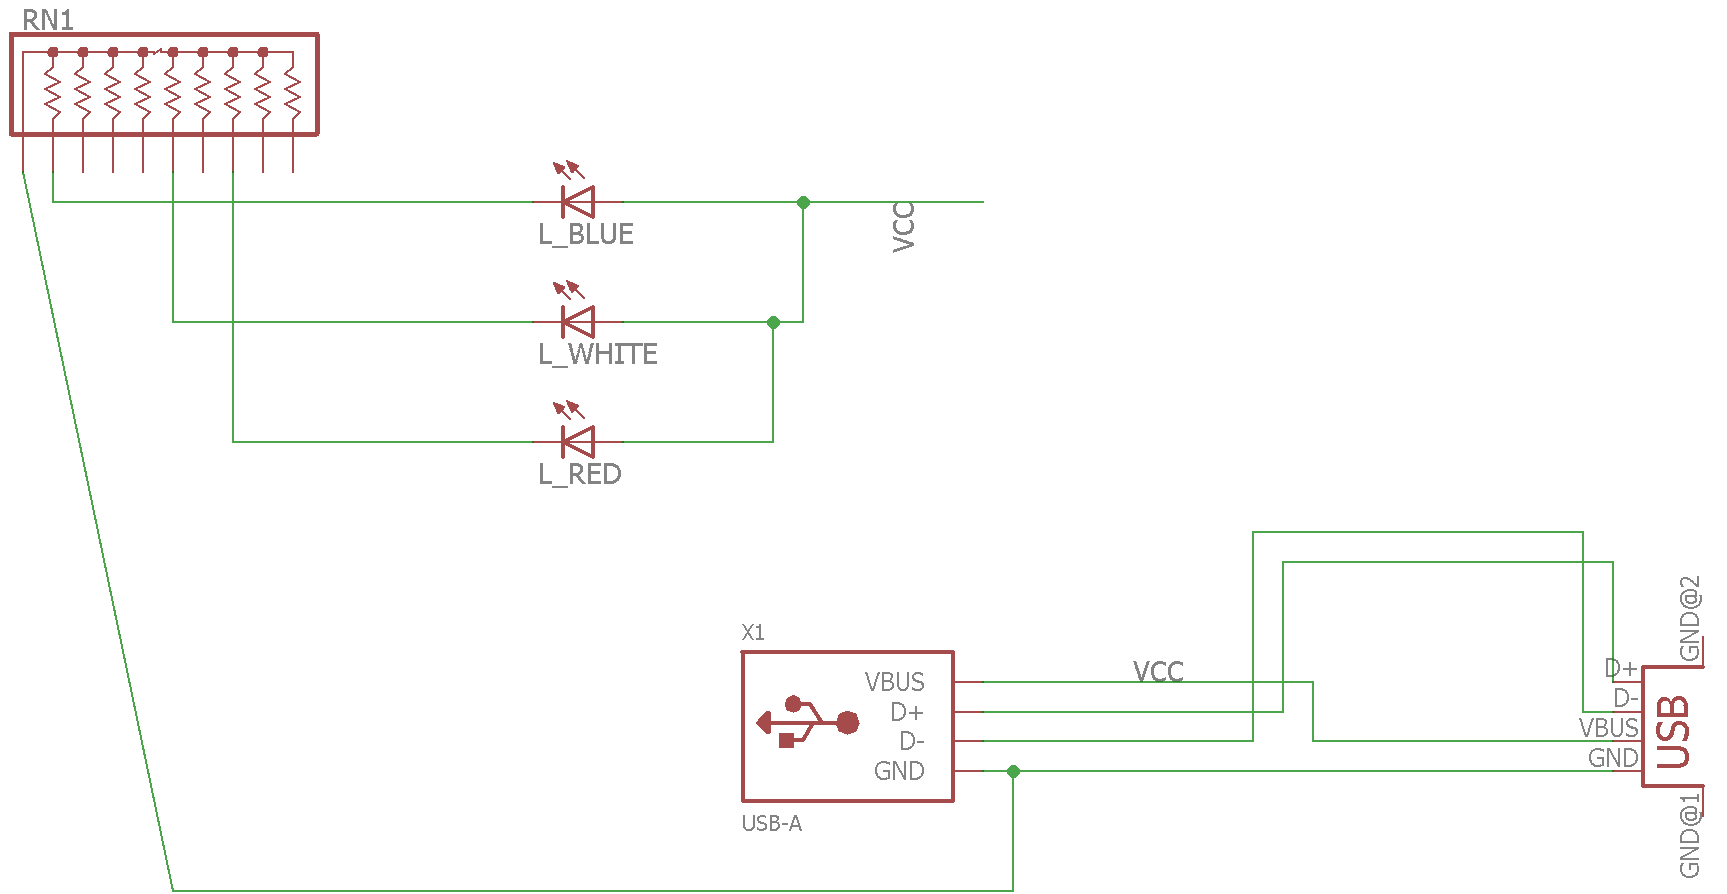 RN1
L_BLUE
VCC
L_WHITE
L_RED
X1
VBUS
D+
D-
GND
USB-A
VCC
GND@2
D+
D-
VBUS
GND
USB
GND@1